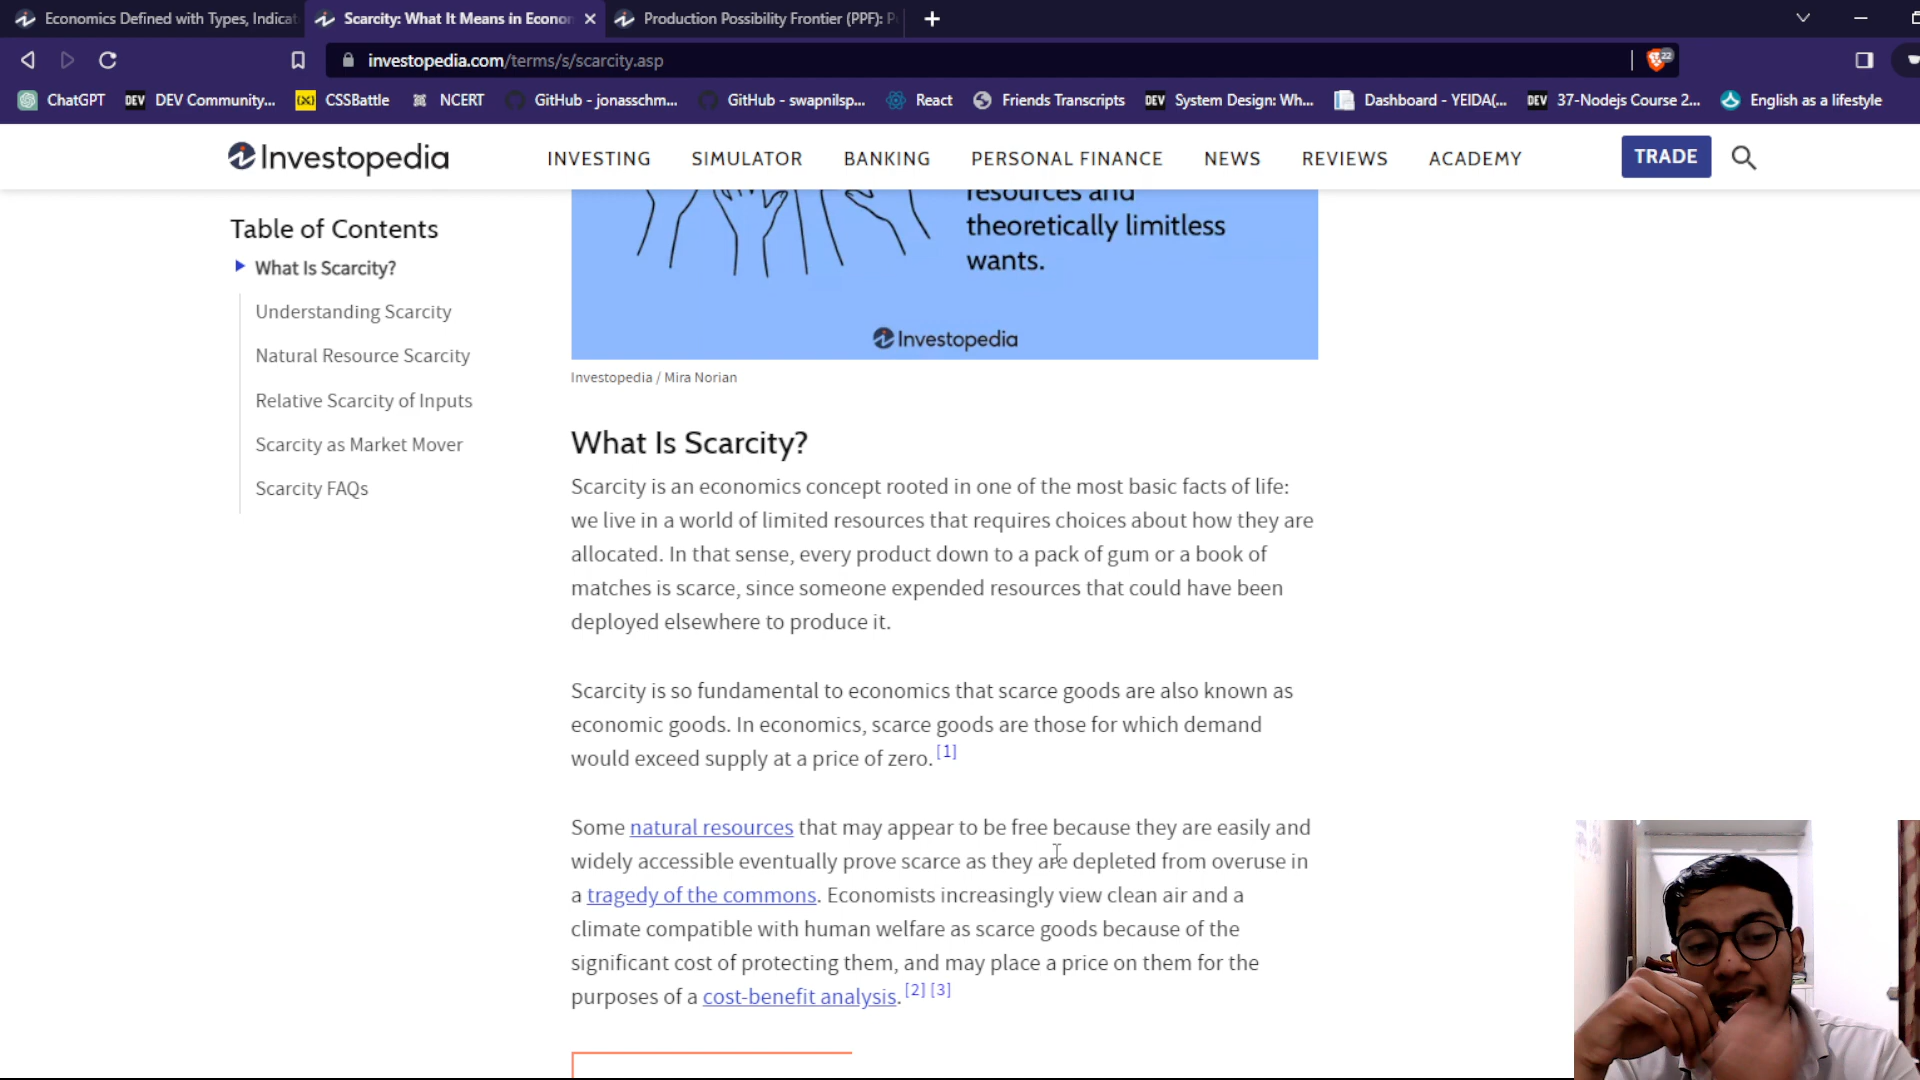 Economics Defined with Types, Indicat
Scarcity: What It Means in Econo
Production Possibility Frontier (PPF): P
investopedia.com/terms/s/scarcity.asp
22
ChatGPT
DEV
DEV Community...
CSSBattle
NCERT
GitHub - jonasschm...
GitHub - swapnilsp...
React
Friends Transcripts
DEV
System Design: Wh...
Dashboard - YEIDA(...
DEV
37-Nodejs Course 2...
English as a lifestyle
Investopedia
INVESTING
SIMULATOR
BANKING
PERSONAL FINANCE
NEWS
REVIEWS
ACADEMY
TRADE
Table of Contents
What Is Scarcity?
Understanding Scarcity
Natural Resource Scarcity
Relative Scarcity of Inputs
Scarcity as Market Mover
Scarcity FAQs
resources and
theoretically limitless
wants.
Investopedia
Investopedia / Mira Norian
What Is Scarcity?
Scarcity is an economics concept rooted in one of the most basic facts of life:
we live in a world of limited resources that requires choices about how they are
allocated. In that sense, every product down to a pack of gum or a book of
matches is scarce, since someone expended resources that could have been
deployed elsewhere to produce it.
Scarcity is so fundamental to economics that scarce goods are also known as
economic goods. In economics, scarce goods are those for which demand
would exceed supply at a price of zero. [1]
Some natural resources that may appear to be free because they are easily and
widely accessible eventually prove scarce as they are depleted from overuse in
a tragedy of the commons. Economists increasingly view clean air and a
climate compatible with human welfare as scarce goods because of the
significant cost of protecting them, and may place a price on them for the
purposes of a cost-benefit analysis. [2] [3]